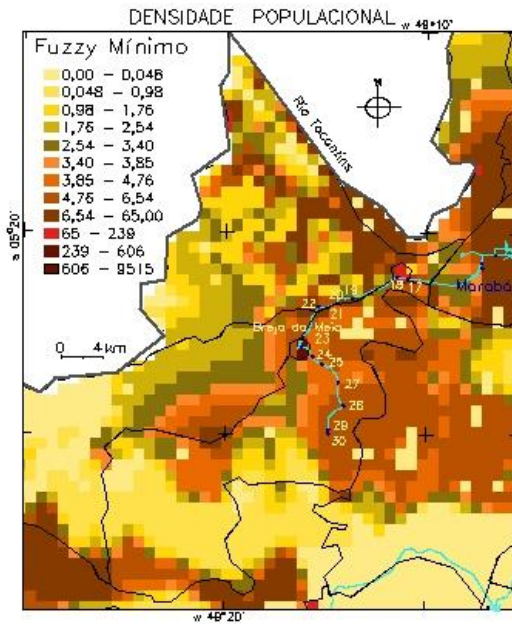 DENSIDADE POPULACIONAL
w 49°10'
Fuzzy Mínimo
0,00 - 0,048
0,048 - 0,98
0,98 - 1,76
1,76 - 2,54
2,54 - 3,40
3,40 - 3,85
3,85 - 4,76
4,76 - 6,54
6,54 - 65,00
65 - 239
239 - 606
606 - 9515
N
Rio Tocantins
s 05°20'
Marabá
17
18
19
20
21
22
Brejo do Meio
23
24
25
27
28
29
30
0 4 km
w 49°20'